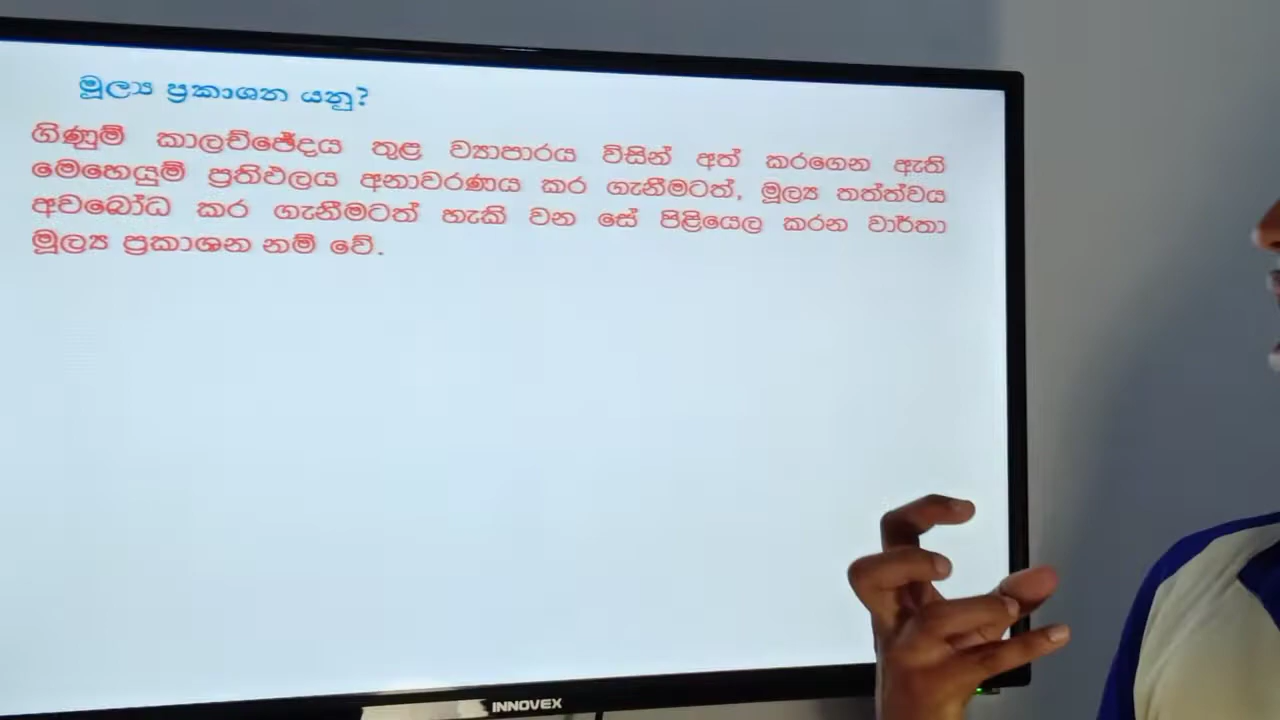 මූල්‍ය ප්‍රකාශන යනු?
ගිණුම් කාලච්ඡේදය තුළ ව්‍යාපාරය විසින් අත් කරගෙන ඇති
මෙහෙයුම් ප්‍රතිඵලය අනාවරණය කර ගැනීමටත්, මූල්‍ය තත්ත්වය
අවබෝධ කර ගැනීමටත් හැකි වන සේ පිළියෙල කරන වාර්තා
මූල්‍ය ප්‍රකාශන නම් වේ.
INNOVEX